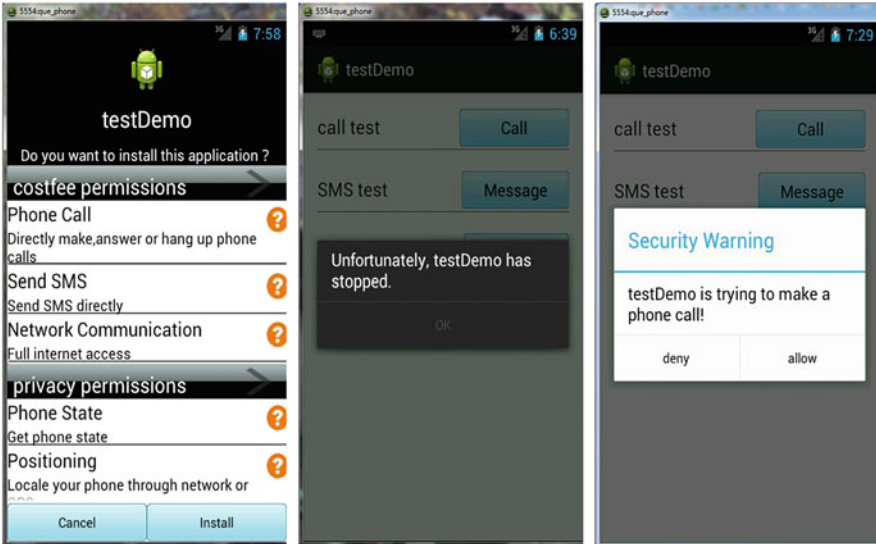 5554:que_phone
3G 7:58
testDemo
Do you want to install this application ?
costfee permissions
Phone Call
Directly make,answer or hang up phone
calls
Send SMS
Send SMS directly
Network Communication
Full internet access
privacy permissions
Phone State
Get phone state
Positioning
Locale your phone through network or
Cancel Install
5554:que_phone
3G 6:39
testDemo
call test Call
SMS test Message
Unfortunately, testDemo has
stopped.
OK
5554:que_phone
3G 7:29
testDemo
call test Call
SMS test Message
Security Warning
testDemo is trying to make a
phone call!
deny allow